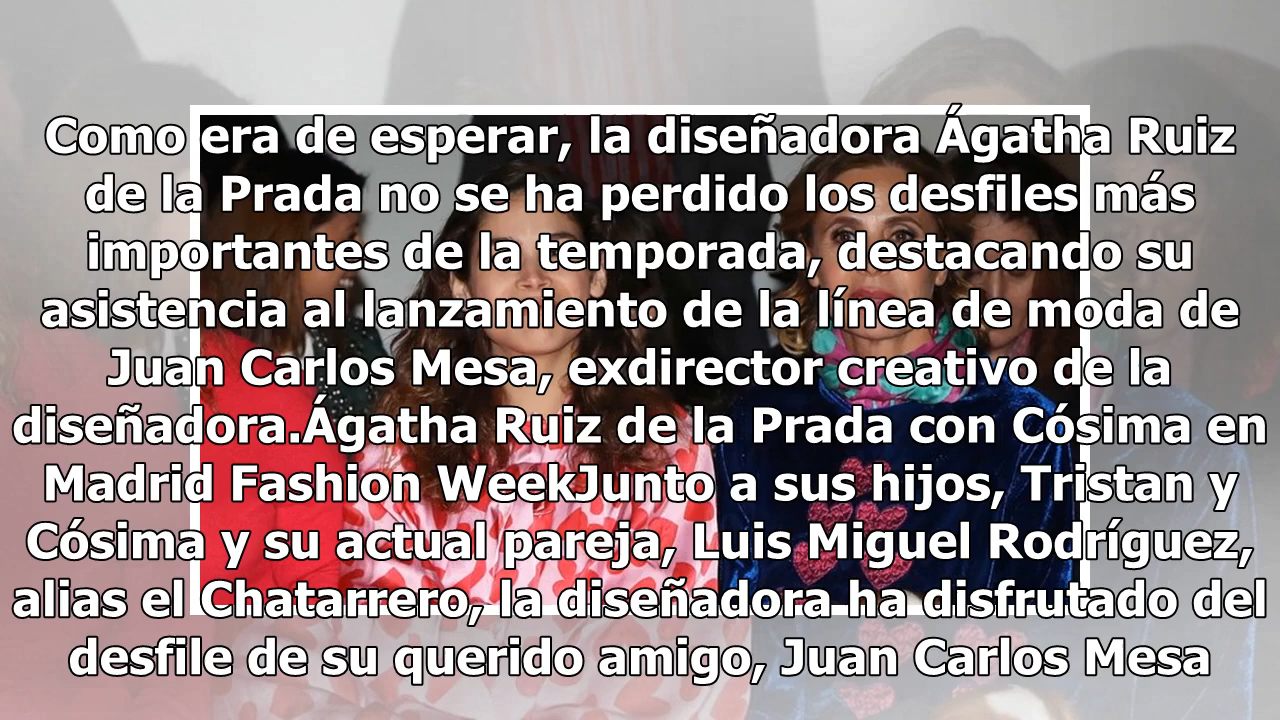 Como era de esperar, la diseñadora Ágatha Ruiz
de la Prada no se ha perdido los desfiles más
importantes de la temporada, destacando su
asistencia al lanzamiento de la línea de moda de
Juan Carlos Mesa, exdirector creativo de la
diseñadora.Ágatha Ruiz de la Prada con Cósima en
Madrid Fashion WeekJunto a sus hijos, Tristan y
Cósima y su actual pareja, Luis Miguel Rodríguez,
alias el Chatarrero, la diseñadora ha disfrutado del
desfile de su querido amigo, Juan Carlos Mesa